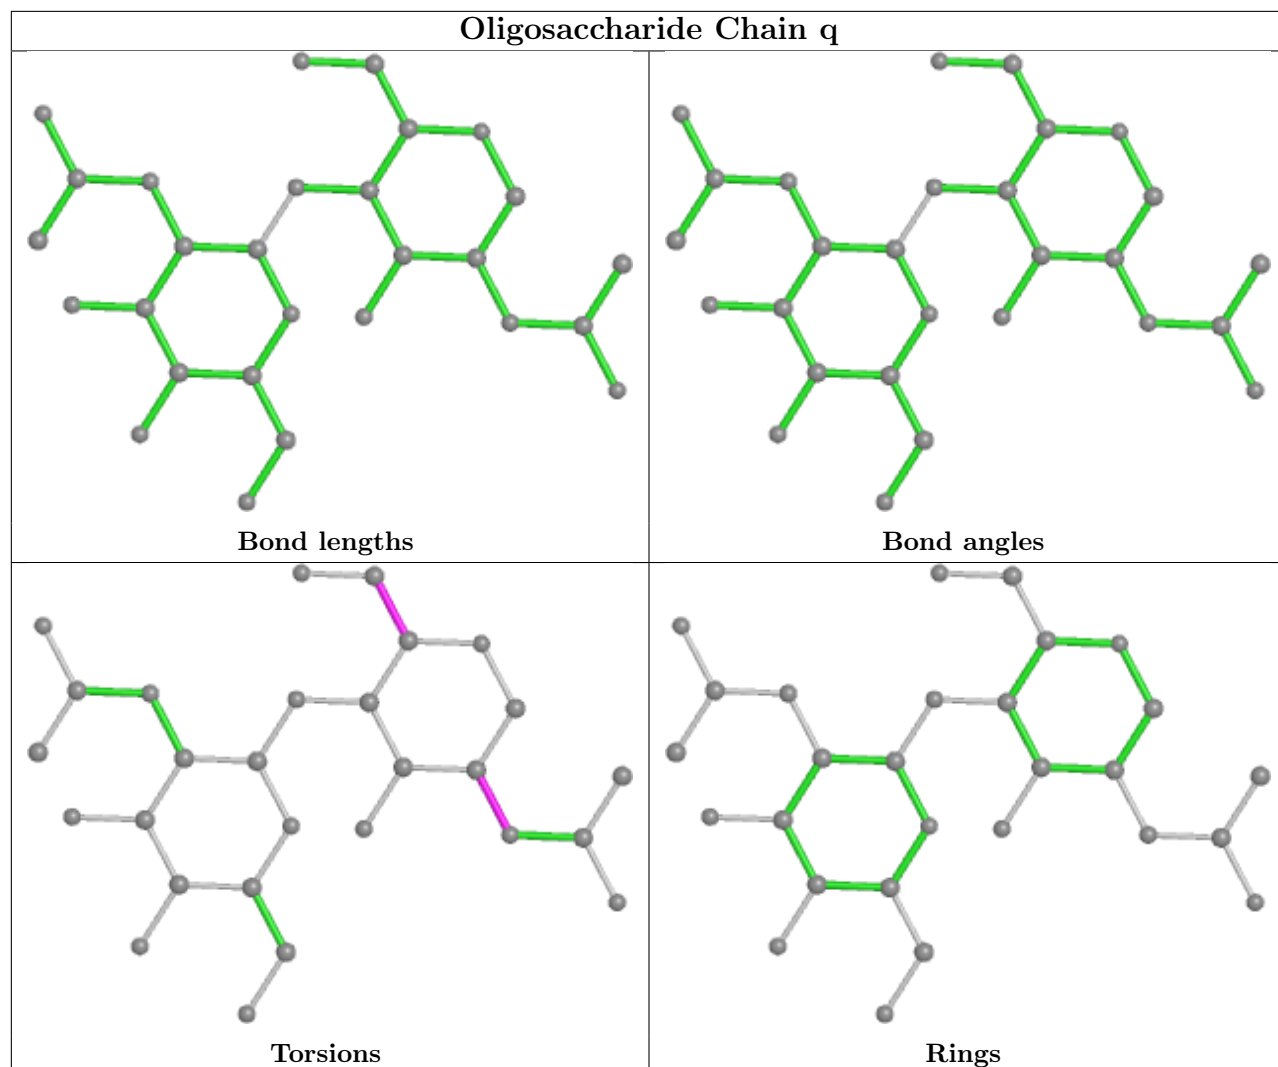 Oligosaccharide Chain q
Bond lengths
Bond angles
Torsions
Rings